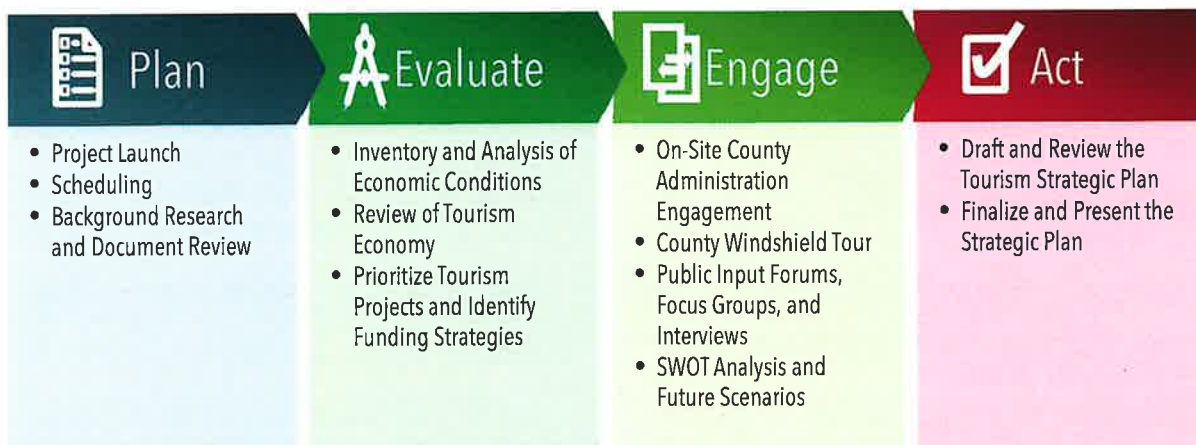 Plan
• Project Launch
• Scheduling
• Background Research
and Document Review
Evaluate
• Inventory and Analysis of
Economic Conditions
• Review of Tourism
Economy
• Prioritize Tourism
Projects and Identify
Funding Strategies
Engage
• On-Site County
Administration
Engagement
• County Windshield Tour
• Public Input Forums,
Focus Groups, and
Interviews
• SWOT Analysis and
Future Scenarios
Act
• Draft and Review the
Tourism Strategic Plan
• Finalize and Present the
Strategic Plan